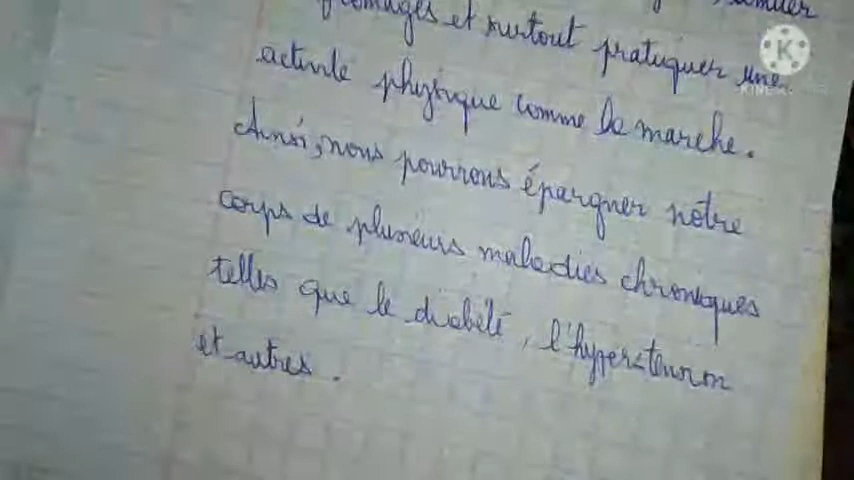 fromages et surtout pratiquer une
activité physique comme la marche.
Ainsi, nous pourrons épargner notre
corps de plusieurs maladies chroniques
telles que le diabété, l'hypertension
et autres.
K